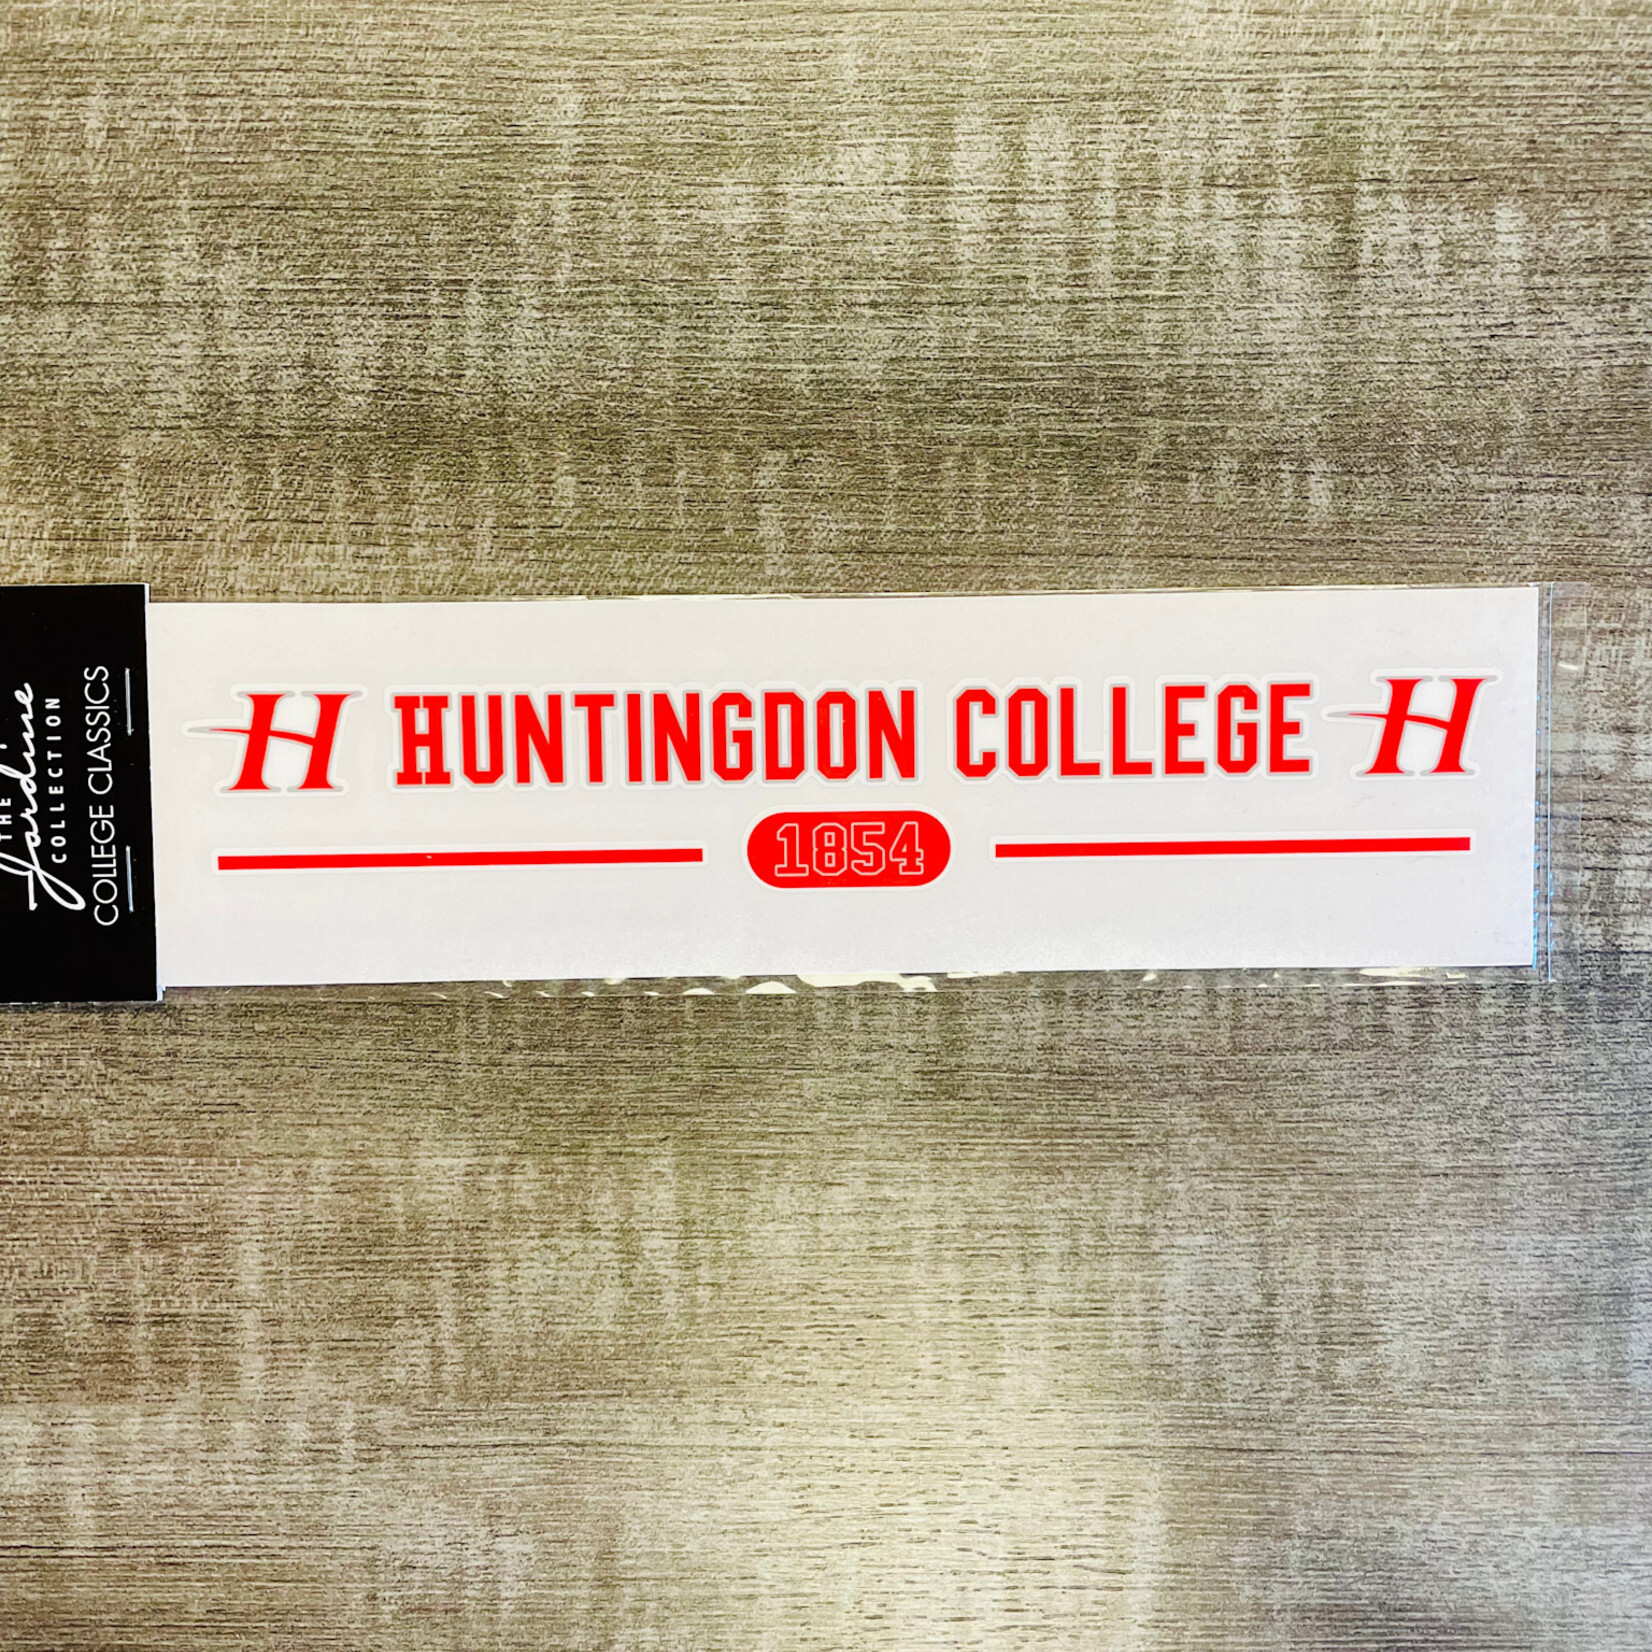 H HUNTINGDON COLLEGE H
1854
THE
Jardine
COLLECTION
COLLEGE CLASSICS